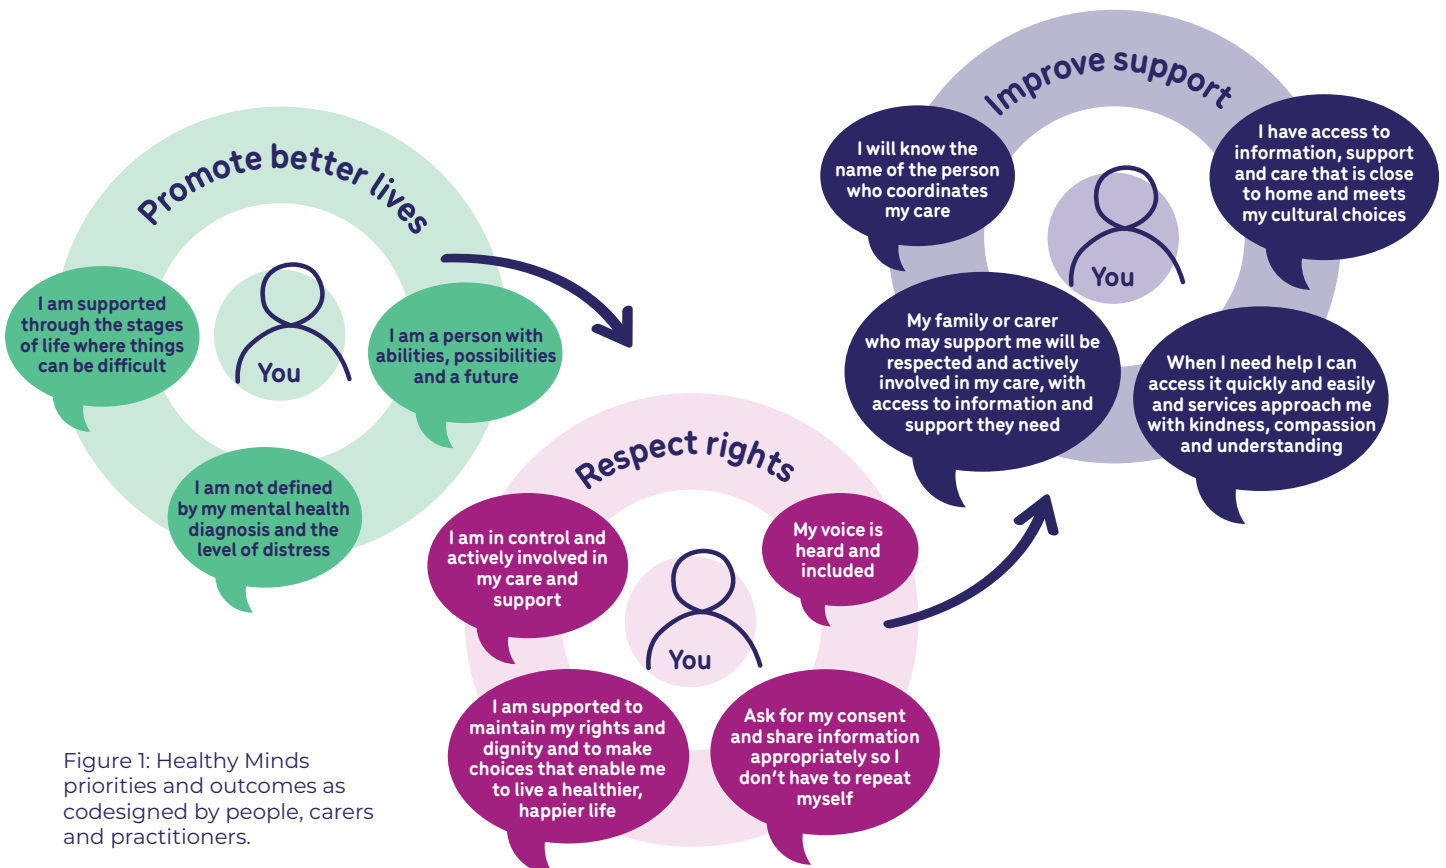 Promote better lives
I am supported
through the stages
of life where things
can be difficult
You
I am a person with
abilities, possibilities
and a future
I am not defined
by my mental health
diagnosis and the
level of distress
Respect rights
I am in control and
actively involved in
my care and
support
My voice is
heard and
included
You
I am supported to
maintain my rights and
dignity and to make
choices that enable me
to live a healthier,
happier life
Ask for my consent
and share information
appropriately so I
don't have to repeat
myself
Improve support
I will know the
name of the person
who coordinates
my care
I have access to
information, support
and care that is close
to home and meets
my cultural choices
You
My family or carer
who may support me will be
respected and actively
involved in my care, with
access to information and
support they need
When I need help I can
access it quickly and easily
and services approach me
with kindness, compassion
and understanding
Figure 1: Healthy Minds
priorities and outcomes as
codesigned by people, carers
and practitioners.